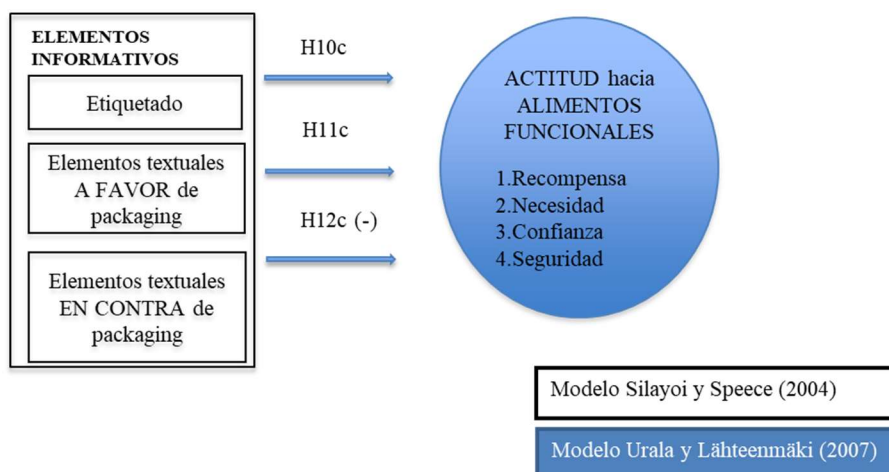 ELEMENTOS
INFORMATIVOS
Etiquetado
Elementos textuales
A FAVOR de
packaging
Elementos textuales
EN CONTRA de
packaging
H10c
H11c
H12c (-)
ACTITUD hacia
ALIMENTOS
FUNCIONALES
1.Recompensa
2.Necesidad
3.Confianza
4.Seguridad
Modelo Silayoi y Speece (2004)
Modelo Urala y Lähteenmäki (2007)